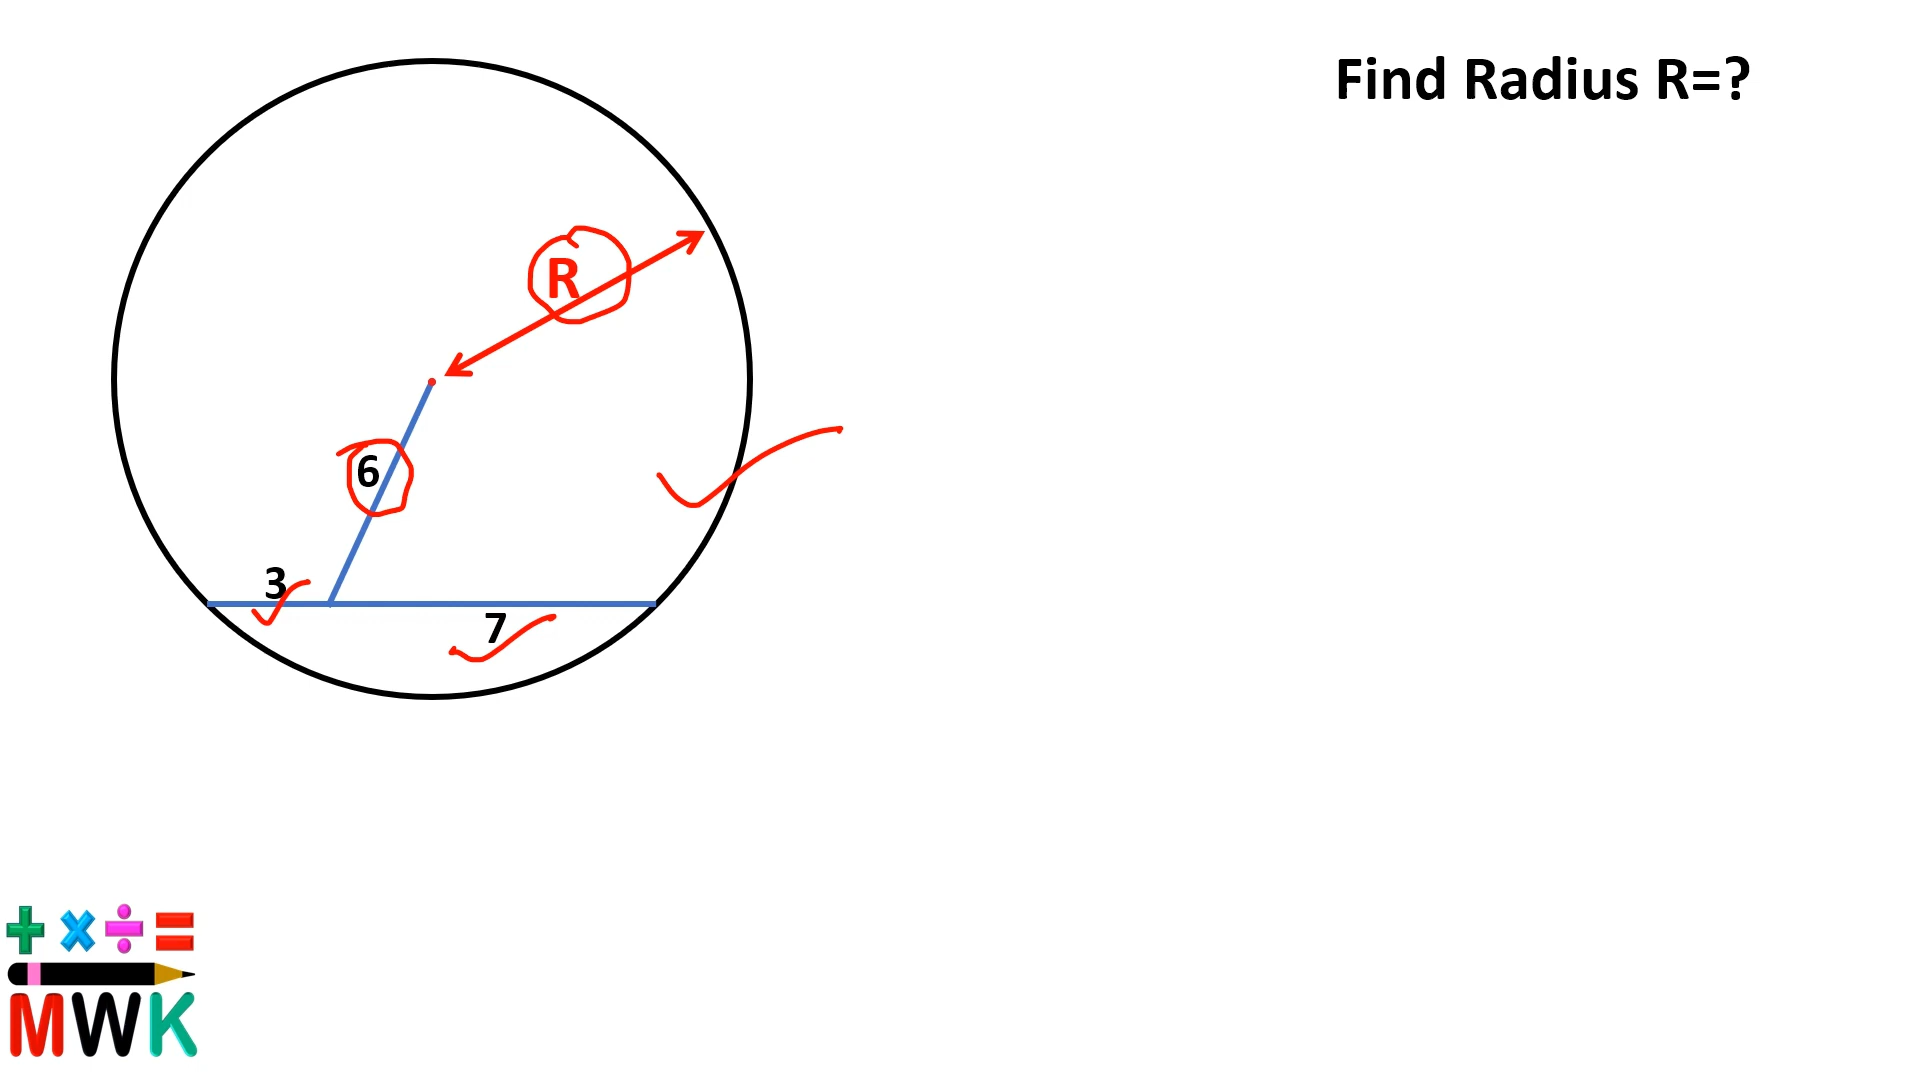 Find Radius R=?
R
6
3
7
+ × ÷ =
MWK